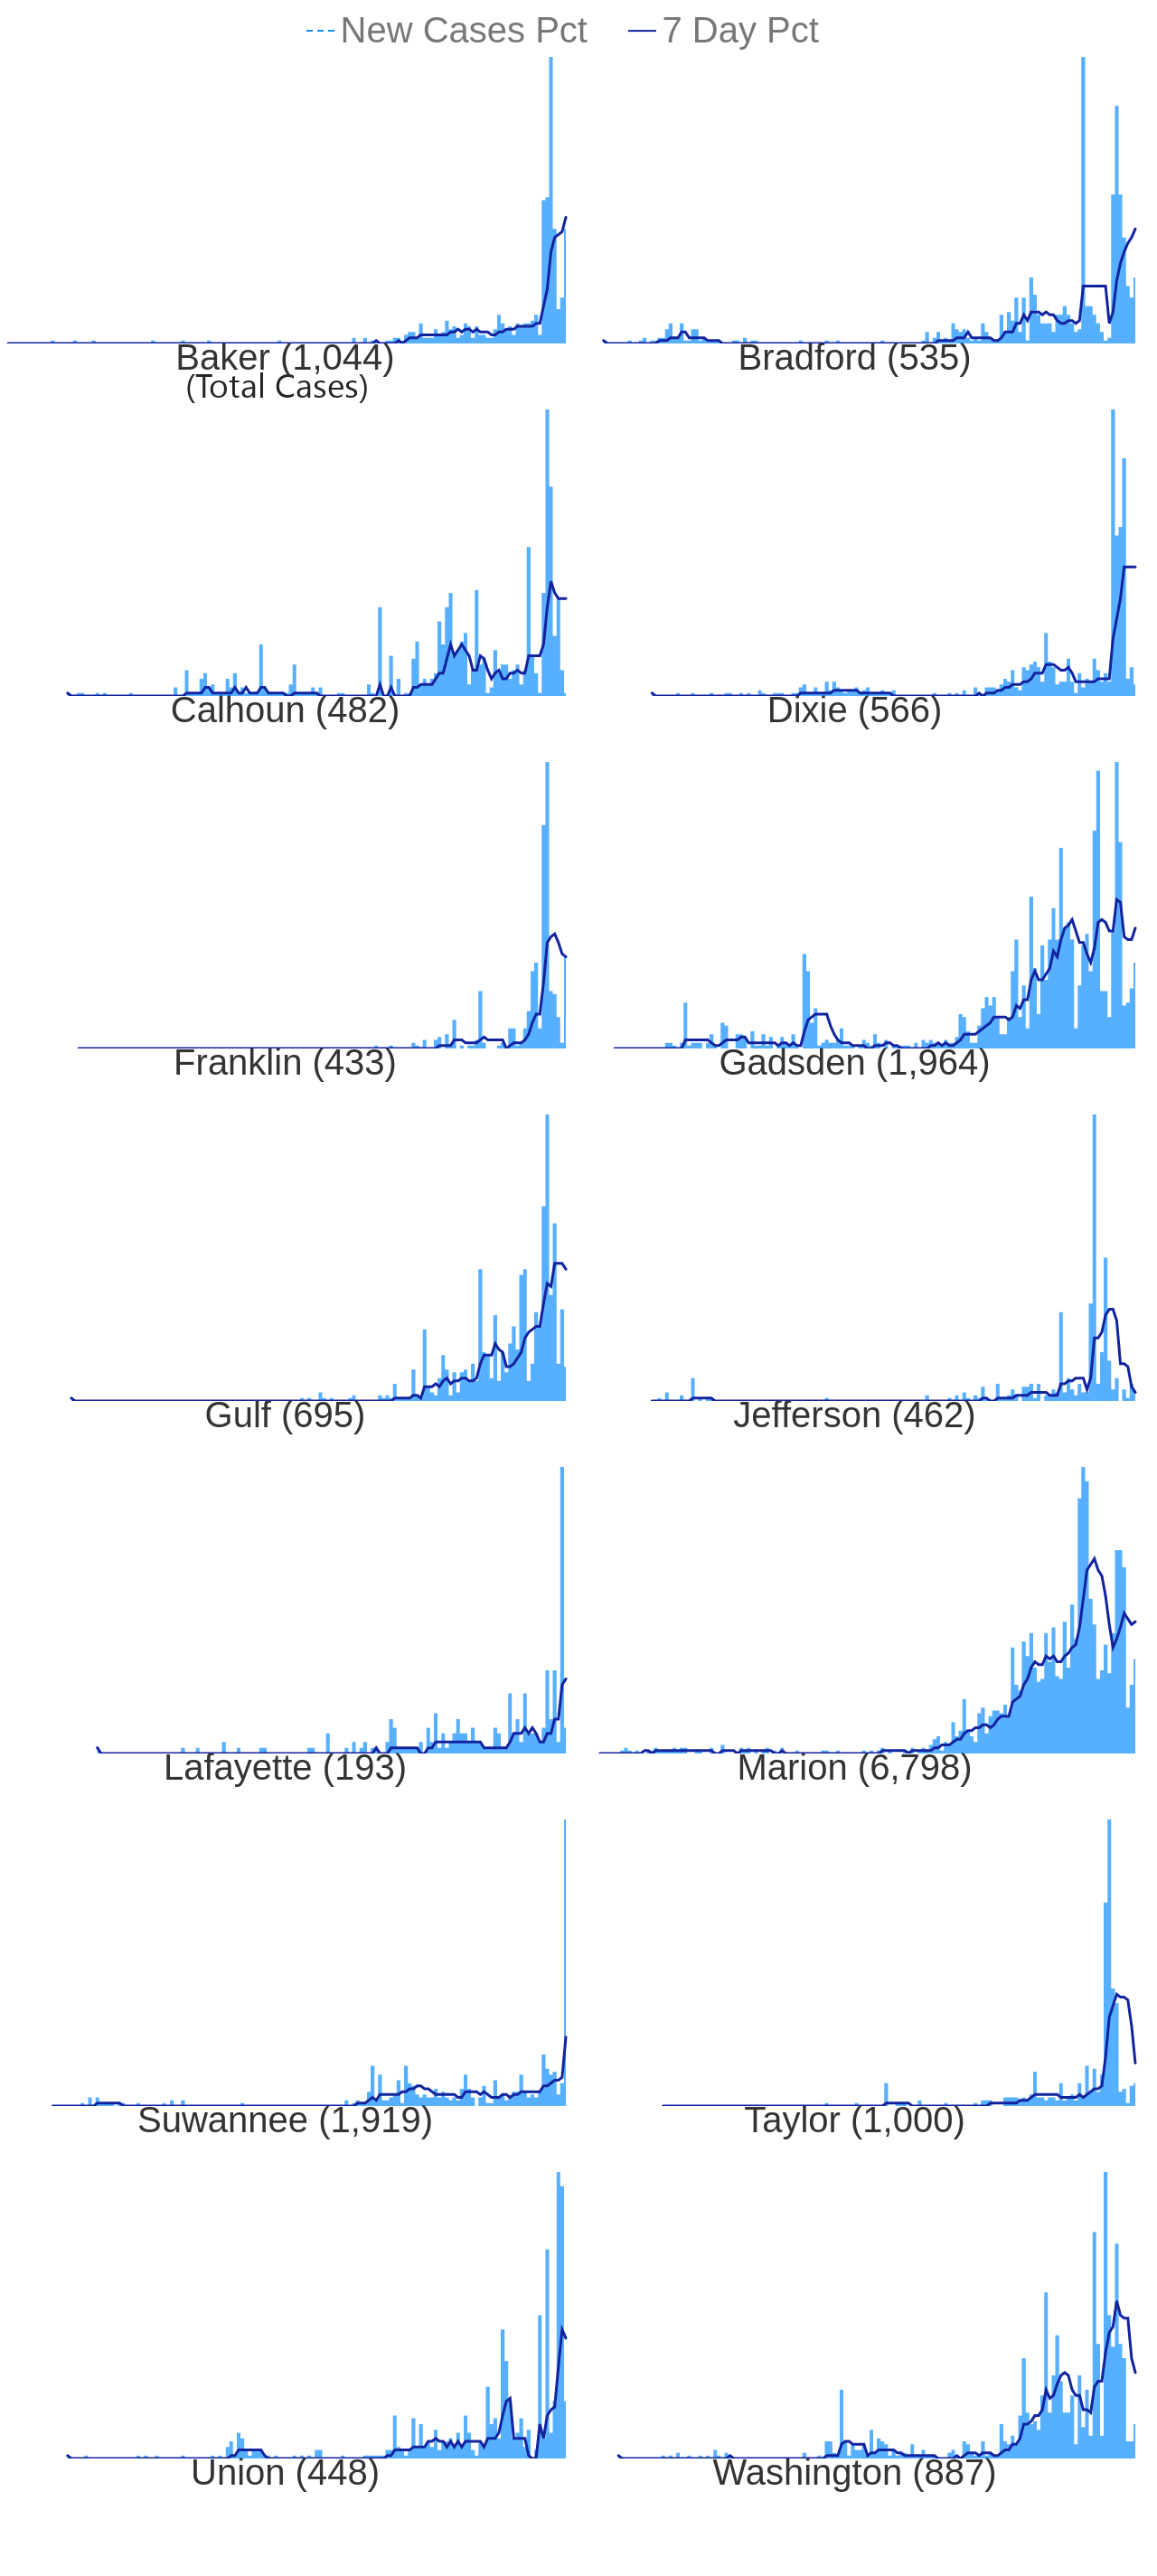 New Cases Pct 7 Day Pct
Baker (1,044) Bradford (535)
(Total Cases)
Calhoun (482) Dixie (566)
Franklin (433) Gadsden (1,964)
Gulf (695) Jefferson (462)
Lafayette (193) Marion (6,798)
Suwannee (1,919) Taylor (1,000)
Union (448) Washington (887)